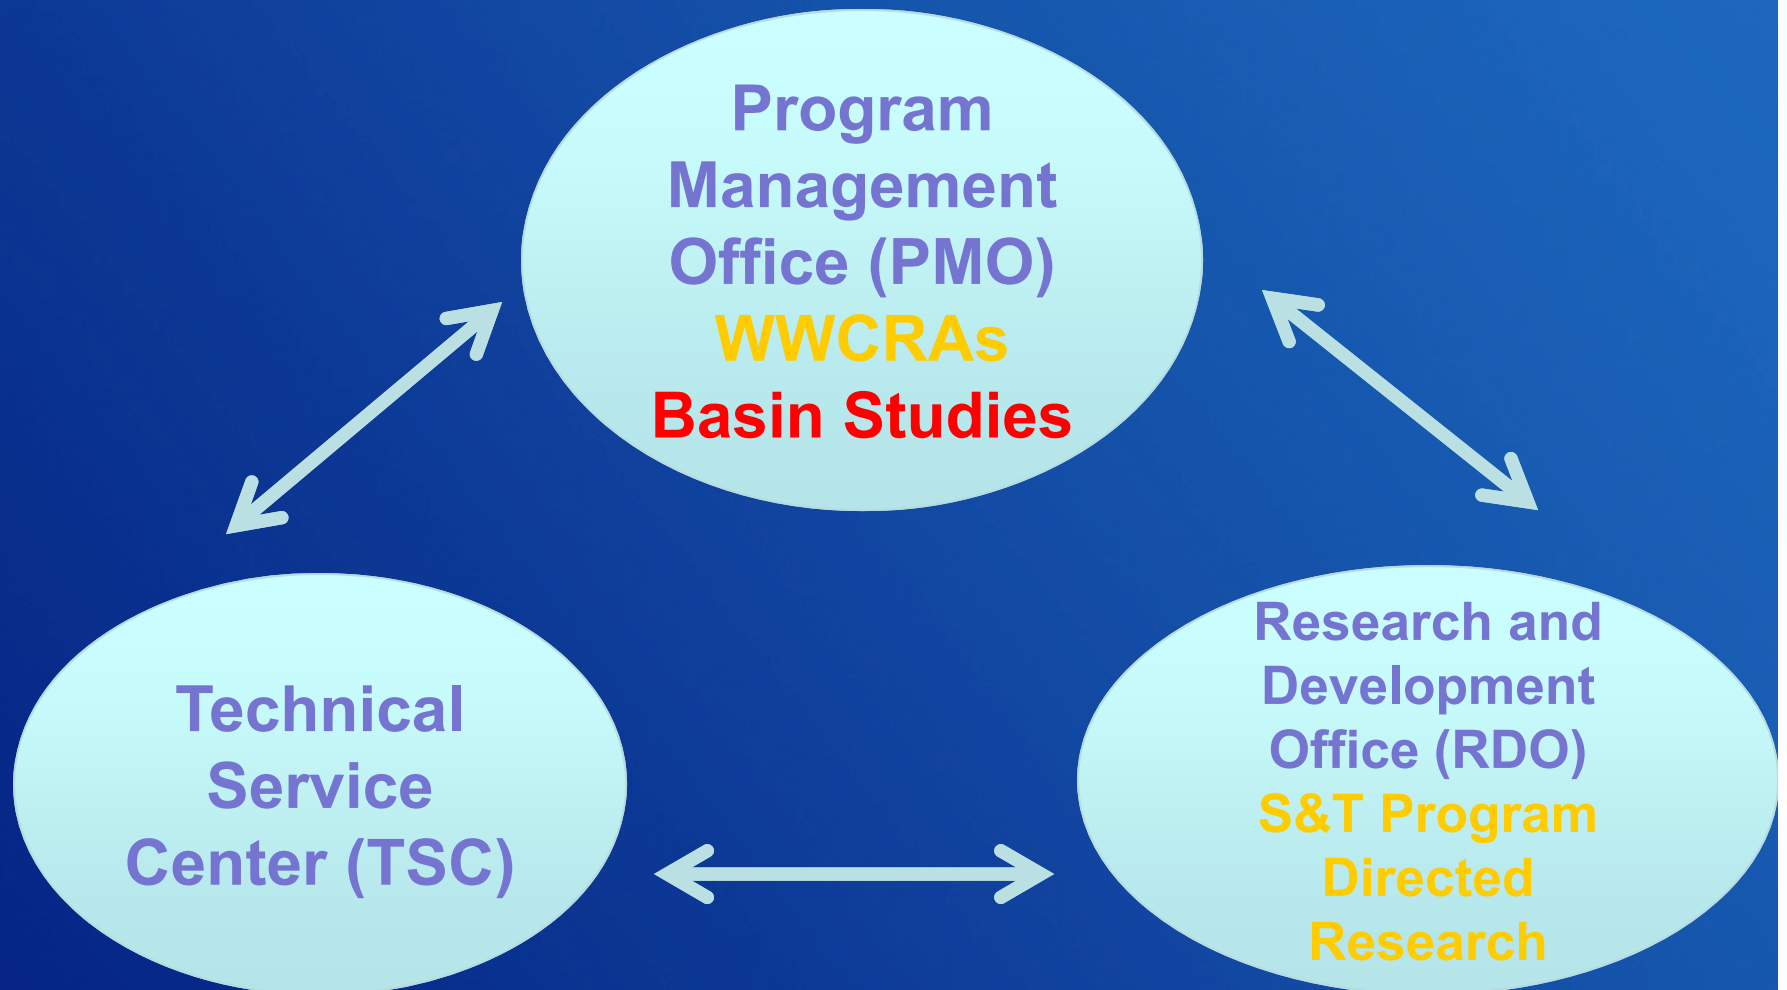 Program
Management
Office (PMO)
WWCRAs
Basin Studies
Technical
Service
Center (TSC)
Research and
Development
Office (RDO)
S&T Program
Directed
Research